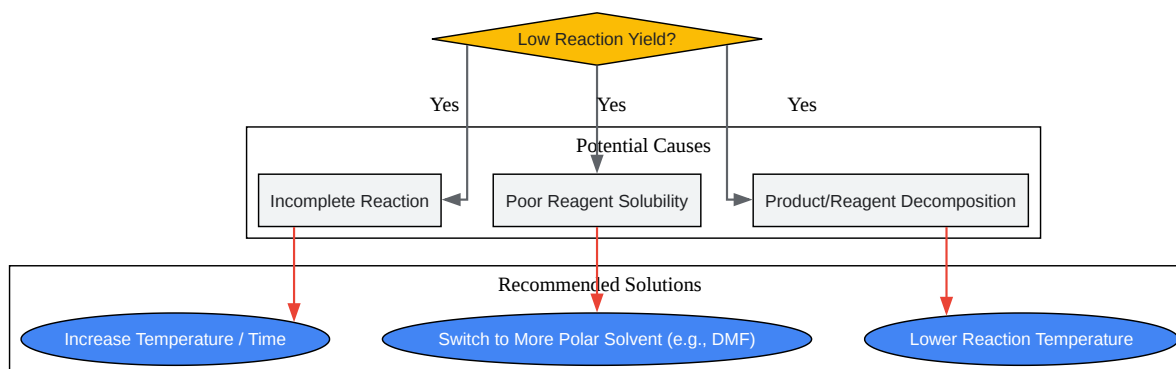 Low Reaction Yield?
Yes
Yes
Yes
Potential Causes
Incomplete Reaction
Poor Reagent Solubility
Product/Reagent Decomposition
Recommended Solutions
Increase Temperature / Time
Switch to More Polar Solvent (e.g., DMF)
Lower Reaction Temperature